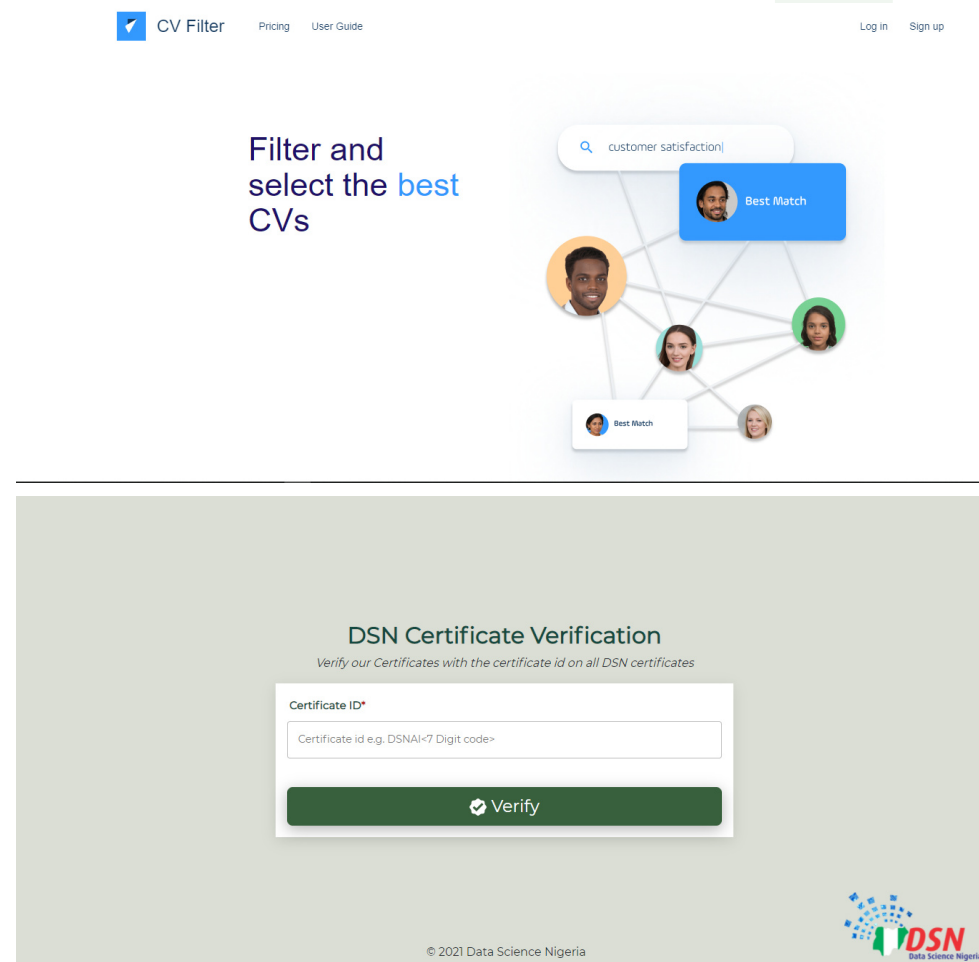 CV Filter Pricing User Guide Log in Sign up
Filter and
select the best
CVs
customer satisfaction
Best Match
Best Match
DSN Certificate Verification
Verify our Certificates with the certificate id on all DSN certificates
Certificate ID*
Certificate id e.g. DSNAI<7 Digit code>
Verify
DSN
Data Science Nigeria
© 2021 Data Science Nigeria